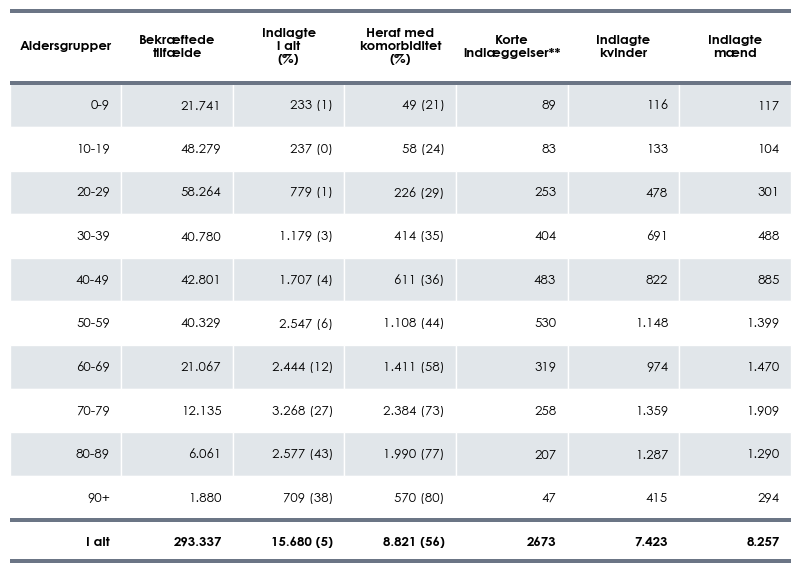 Aldersgrupper Bekræftede tilfælde Indlagte i alt (%) Heraf med komorbiditet (%) Korte indlæggelser** Indlagte kvinder Indlagte mænd
0-9 21.741 233 (1) 49 (21) 89 116 117
10-19 48.279 237 (0) 58 (24) 83 133 104
20-29 58.264 779 (1) 226 (29) 253 478 301
30-39 40.780 1.179 (3) 414 (35) 404 691 488
40-49 42.801 1.707 (4) 611 (36) 483 822 885
50-59 40.329 2.547 (6) 1.108 (44) 530 1.148 1.399
60-69 21.067 2.444 (12) 1.411 (58) 319 974 1.470
70-79 12.135 3.268 (27) 2.384 (73) 258 1.359 1.909
80-89 6.061 2.577 (43) 1.990 (77) 207 1.287 1.290
90+ 1.880 709 (38) 570 (80) 47 415 294
I alt 293.337 15.680 (5) 8.821 (56) 2673 7.423 8.257